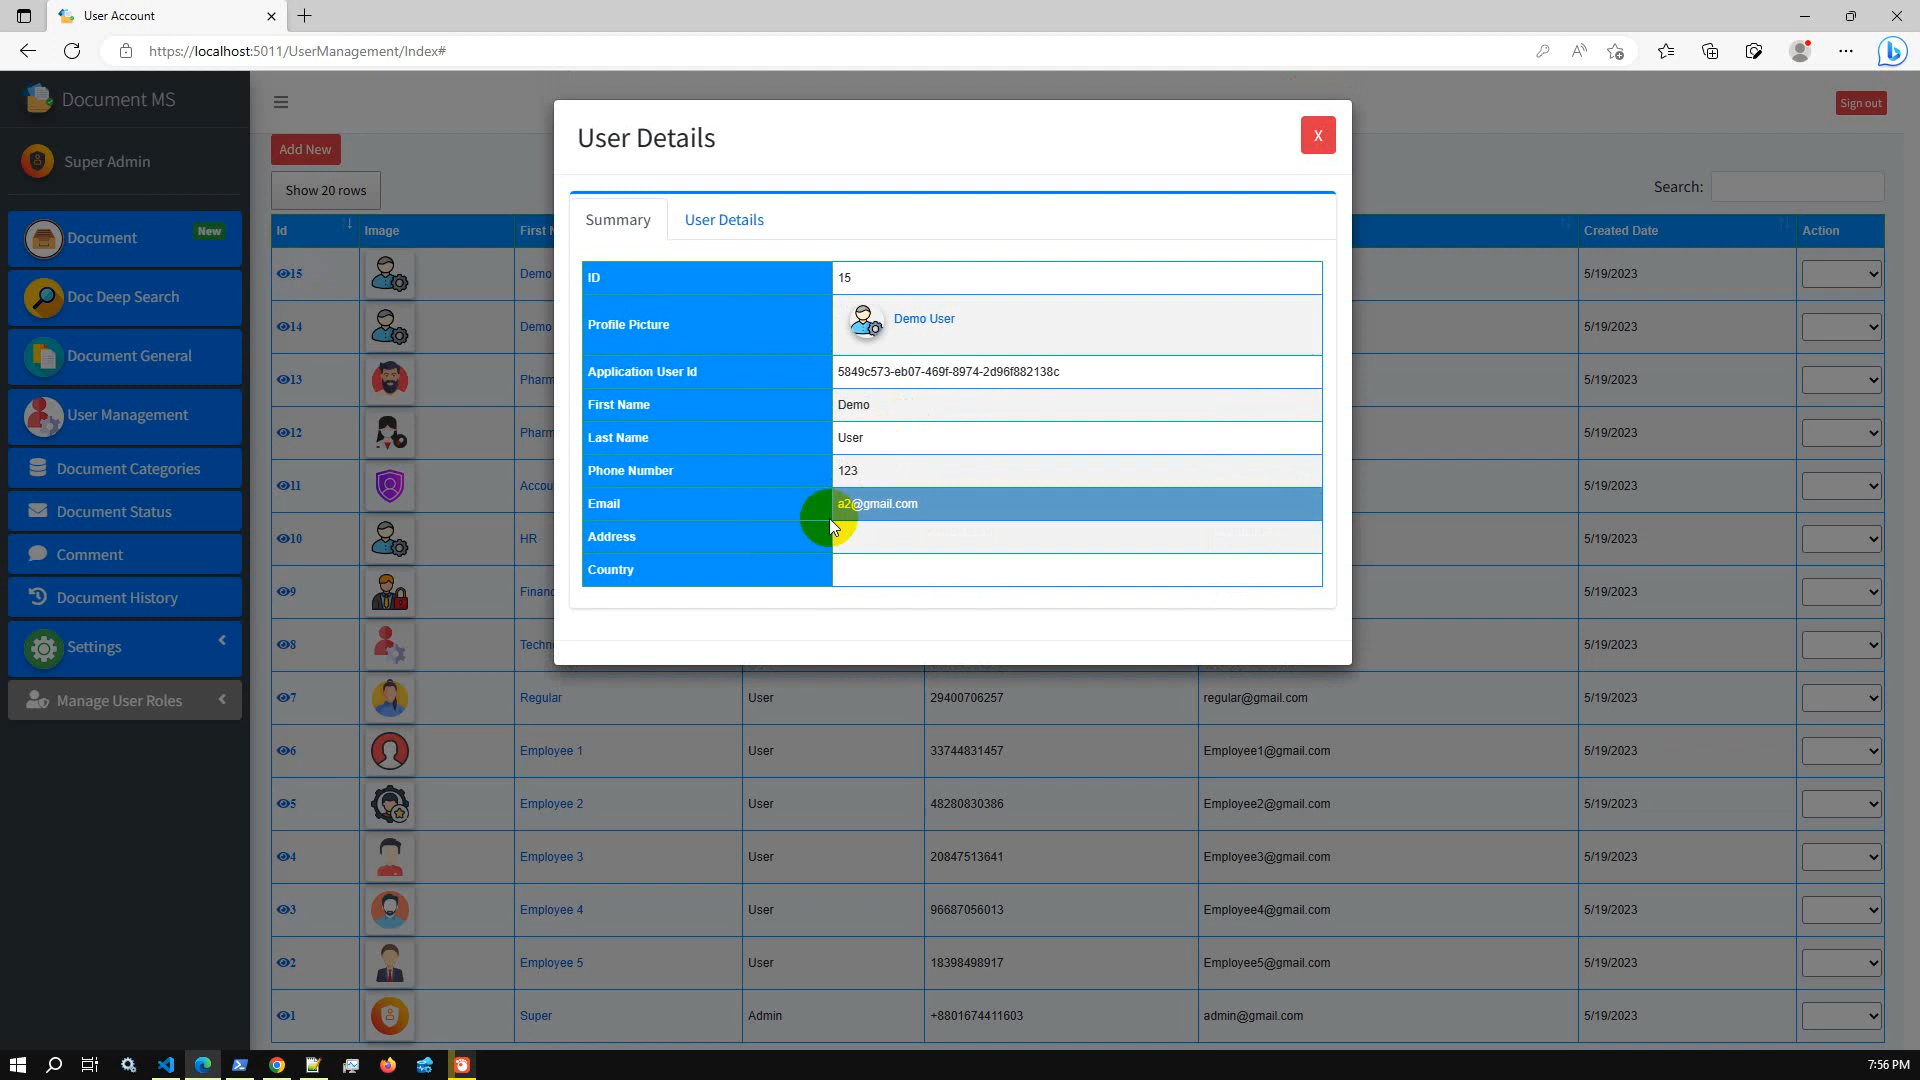 User Account
https://localhost:5011/UserManagement/Index#
Document MS
Sign out
Super Admin
Add New
Show 20 rows
Search:
Document New
Doc Deep Search
Document General
User Management
Document Categories
Document Status
Comment
Document History
Settings
Manage User Roles
Id Image First N Created Date Action
15 Demo 5/19/2023
14 Demo 5/19/2023
13 Pharm 5/19/2023
12 Pharm 5/19/2023
11 Accou 5/19/2023
10 HR 5/19/2023
9 Financ 5/19/2023
8 Techn 5/19/2023
7 Regular User 29400706257 regular@gmail.com 5/19/2023
6 Employee 1 User 33744831457 Employee1@gmail.com 5/19/2023
5 Employee 2 User 48280830386 Employee2@gmail.com 5/19/2023
4 Employee 3 User 20847513641 Employee3@gmail.com 5/19/2023
3 Employee 4 User 96687056013 Employee4@gmail.com 5/19/2023
2 Employee 5 User 18398498917 Employee5@gmail.com 5/19/2023
1 Super Admin +8801674411603 admin@gmail.com 5/19/2023
User Details
X
Summary User Details
ID 15
Profile Picture Demo User
Application User Id 5849c573-eb07-469f-8974-2d96f882138c
First Name Demo
Last Name User
Phone Number 123
Email a2@gmail.com
Address
Country
7:56 PM